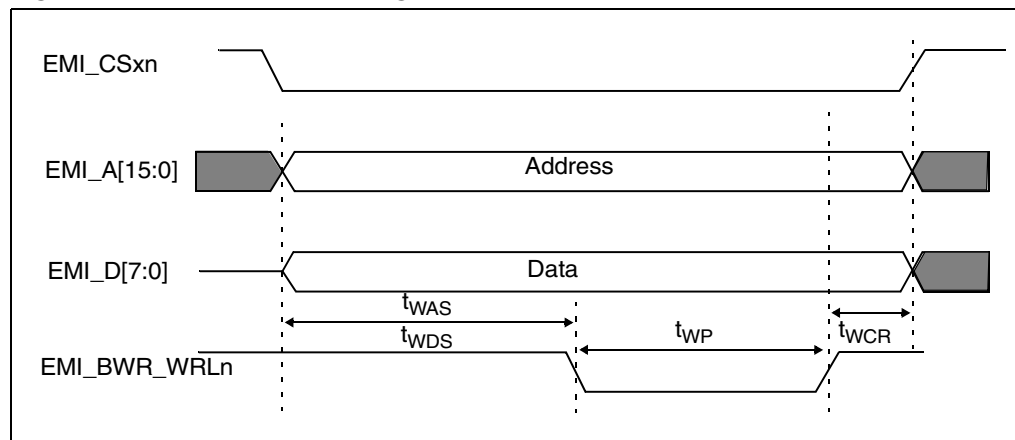 EMI_CSxn
EMI_A[15:0]
Address
EMI_D[7:0]
Data
tWAS
tWDS
tWP
tWCR
EMI_BWR_WRLn